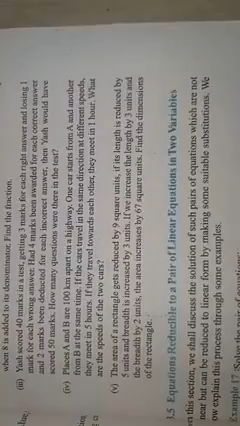 when 8 is added to its denominator. Find the fraction.
(iii) Yash scored 40 marks in a test, getting 3 marks for each right answer and losing 1
mark for each wrong answer. Had 4 marks been awarded for each correct answer
and 2 marks been deducted for each incorrect answer, then Yash would have
scored 50 marks. How many questions were there in the test?
(iv) Places A and B are 100 km apart on a highway. One car starts from A and another
from B at the same time. If the cars travel in the same direction at different speeds,
they meet in 5 hours. If they travel towards each other, they meet in 1 hour. What
are the speeds of the two cars?
(v) The area of a rectangle gets reduced by 9 square units, if its length is reduced by
5 units and breadth is increased by 3 units. If we increase the length by 3 units and
the breadth by 2 units, the area increases by 67 square units. Find the dimensions
of the rectangle.
3.5 Equations Reducible to a Pair of Linear Equations in Two Variables
this section, we shall discuss the solution of such pairs of equations which are not
near but can be reduced to linear form by making some suitable substitutions. We
ow explain this process through some examples.
Example 17 : Solve the pair of equations